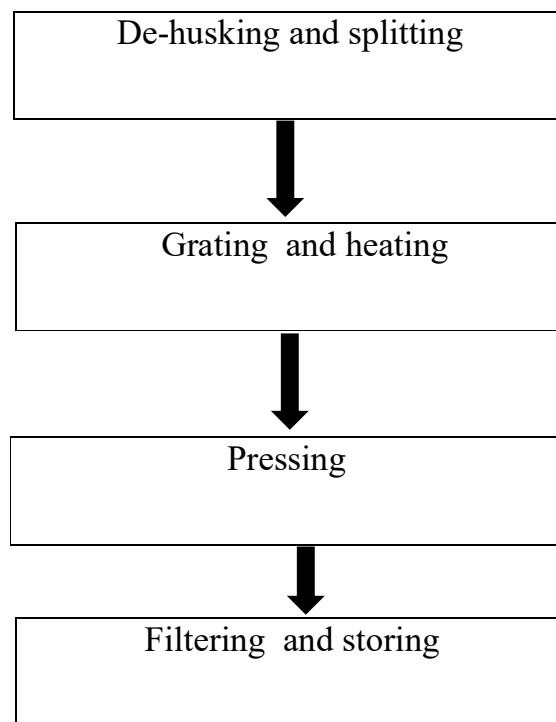 De-husking and splitting
Grating  and heating
Pressing
Filtering  and storing